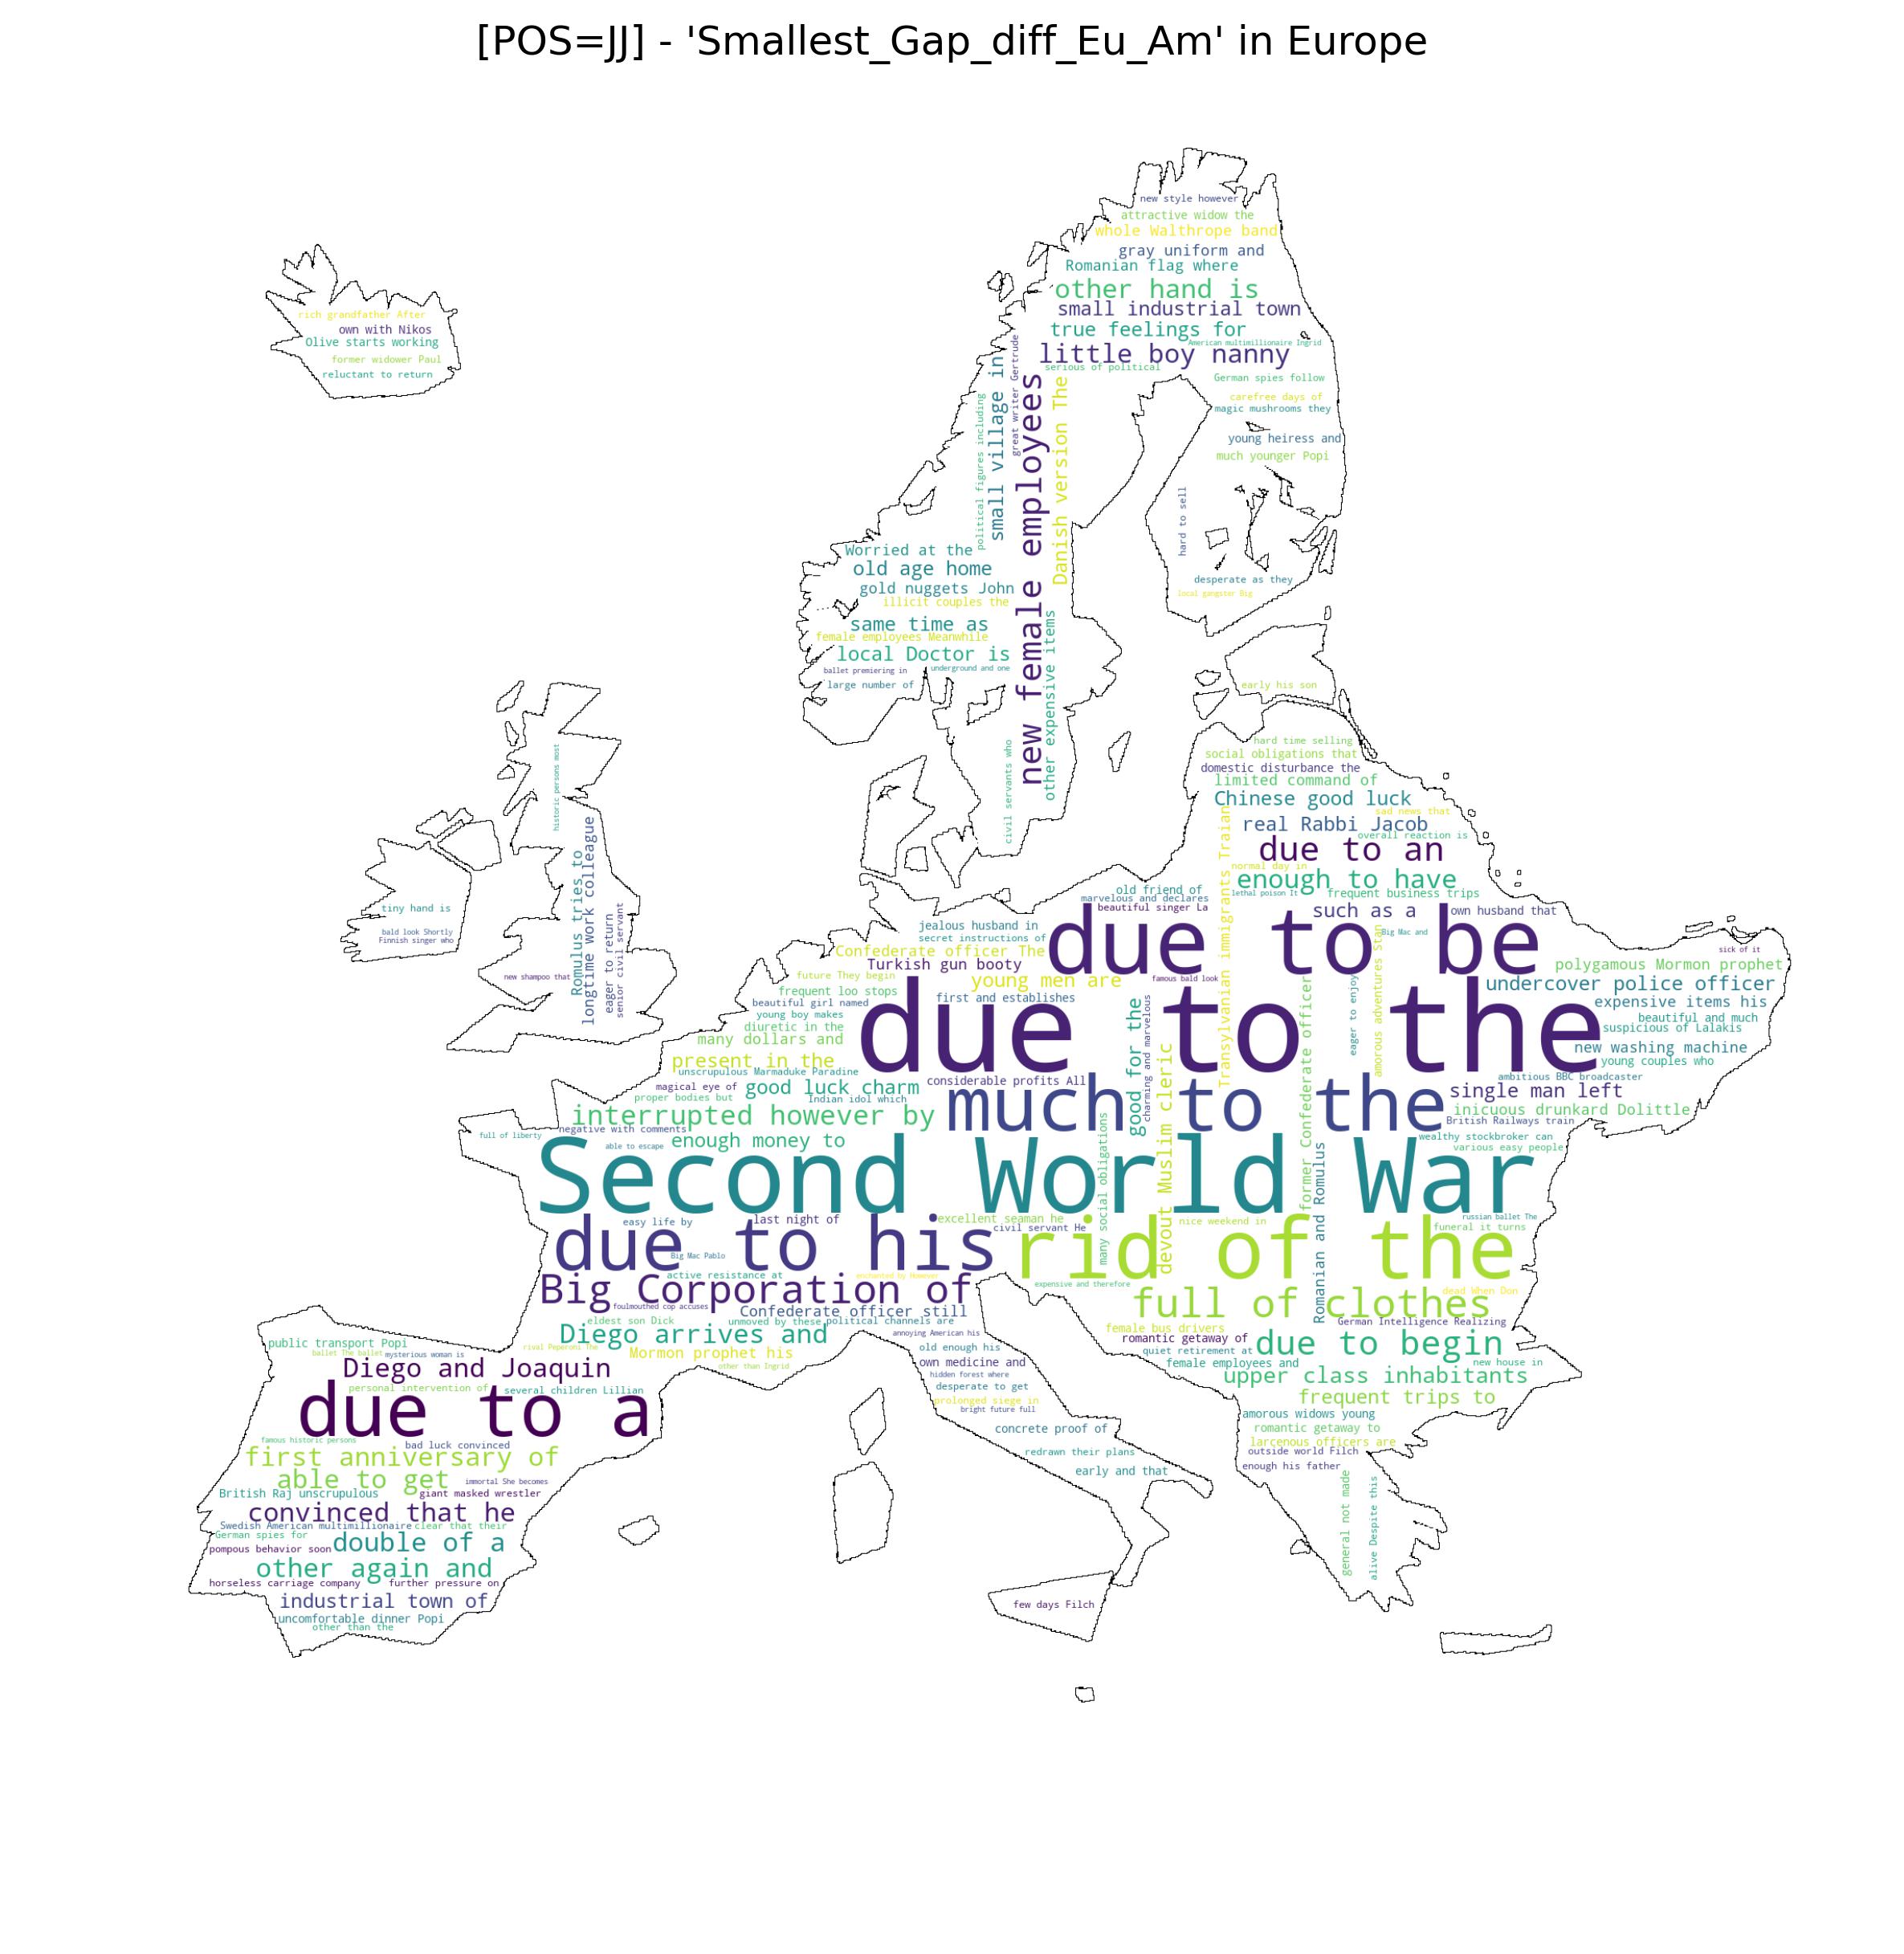 [POS=JJ] - 'Smallest_Gap_diff_Eu_Am' in Europe
new style however
attractive widow the
whole Walthrope band
gray uniform and
Romanian flag where
other hand is
small industrial town
true feelings for
American multimillionaire Ingrid
little boy nanny
serious of political
German spies follow
carefree days of
magic mushrooms they
young heiress and
much younger Popi
hard to sell
desperate as they
local gangster Big
great writer Gertrude
small village in
political figures including
new female employees
Danish version The
other expensive items
civil servants who
rich grandfather After
own with Nikos
Olive starts working
former widower Paul
reluctant to return
Worried at the
old age home
gold nuggets John
illicit couples the
same time as
female employees Meanwhile
local Doctor is
ballet premiering in
underground and one
large number of
early his son
historic persons most
Romulus tries to
longtime work colleague
eager to return
senior civil servant
new shampoo that
tiny hand is
bald look Shortly
Finnish singer who
hard time selling
social obligations that
domestic disturbance the
limited command of
Chinese good luck
sad news that
real Rabbi Jacob
overall reaction is
due to an
normal day in
enough to have
lethal poison It
frequent business trips
Transylvanian immigrants Traian
old friend of
marvelous and declares
beautiful singer La
such as a
own husband that
jealous husband in
secret instructions of
due to be
Big Mac and
amorous adventures Stan
sick of it
Confederate officer The
Turkish gun booty
polygamous Mormon prophet
future They begin
young men are
famous bald look
undercover police officer
frequent loo stops
first and establishes
expensive items his
beautiful girl named
young boy makes
beautiful and much
diuretic in the
suspicious of Lalakis
many dollars and
due to the
new washing machine
present in the
young couples who
unscrupulous Marmaduke Paradine
good for the
charming and marvelous
former Confederate officer
eager to enjoy
magical eye of
good luck charm
considerable profits All
ambitious BBC broadcaster
proper bodies but
Indian idol which
much to the
single man left
interrupted however by
inicuous drunkard Dolittle
British Railways train
full of liberty
negative with comments
able to escape
enough money to
wealthy stockbroker can
various easy people
many social obligations
devout Muslim cleric
Romanian and Romulus
Second World War
easy life by
last night of
excellent seaman he
civil servant He
nice weekend in
russian ballet The
funeral it turns
due to his
Big Mac Pablo
rid of the
active resistance at
expensive and therefore
Big Corporation of
dead When Don
foulmouthed cop accuses
Confederate officer still
full of clothes
eldest son Dick
unmoved by these
political channels are
German Intelligence Realizing
Diego arrives and
annoying American his
female bus drivers
romantic getaway of
due to begin
public transport Popi
rival Peperoni The
old enough his
quiet retirement at
ballet The ballet
mysterious woman is
Mormon prophet his
own medicine and
female employees and
new house in
Diego and Joaquin
other than Ingrid
hidden forest where
upper class inhabitants
personal intervention of
several children Lillian
desperate to get
frequent trips to
due to a
prolonged siege in
bright future full
amorous widows young
concrete proof of
romantic getaway to
famous historic persons
bad luck convinced
larcenous officers are
first anniversary of
redrawn their plans
outside world Filch
able to get
immortal She becomes
early and that
enough his father
British Raj unscrupulous
giant masked wrestler
general not made
alive Despite this
convinced that he
Swedish American multimillionaire
clear that their
German spies for
pompous behavior soon
double of a
other again and
horseless carriage company
further pressure on
industrial town of
few days Filch
uncomfortable dinner Popi
other than the